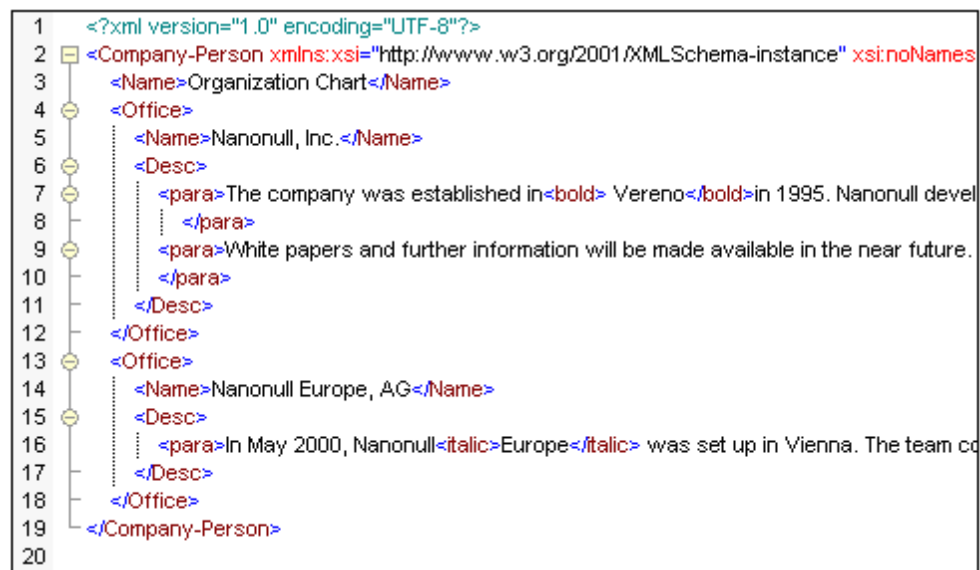 1 <?xml version="1.0" encoding="UTF-8"?>
2 <Company-Person xmlns:xsi="http://www.w3.org/2001/XMLSchema-instance" xsi:noNames
3 <Name>Organization Chart</Name>
4 <Office>
5 <Name>Nanonull, Inc.</Name>
6 <Desc>
7 <para>The company was established in<bold> Vereno</bold>in 1995. Nanonull devel
8 </para>
9 <para>White papers and further information will be made available in the near future.
10 </para>
11 </Desc>
12 </Office>
13 <Office>
14 <Name>Nanonull Europe, AG</Name>
15 <Desc>
16 <para>In May 2000, Nanonull<italic>Europe</italic> was set up in Vienna. The team co
17 </Desc>
18 </Office>
19 </Company-Person>
20